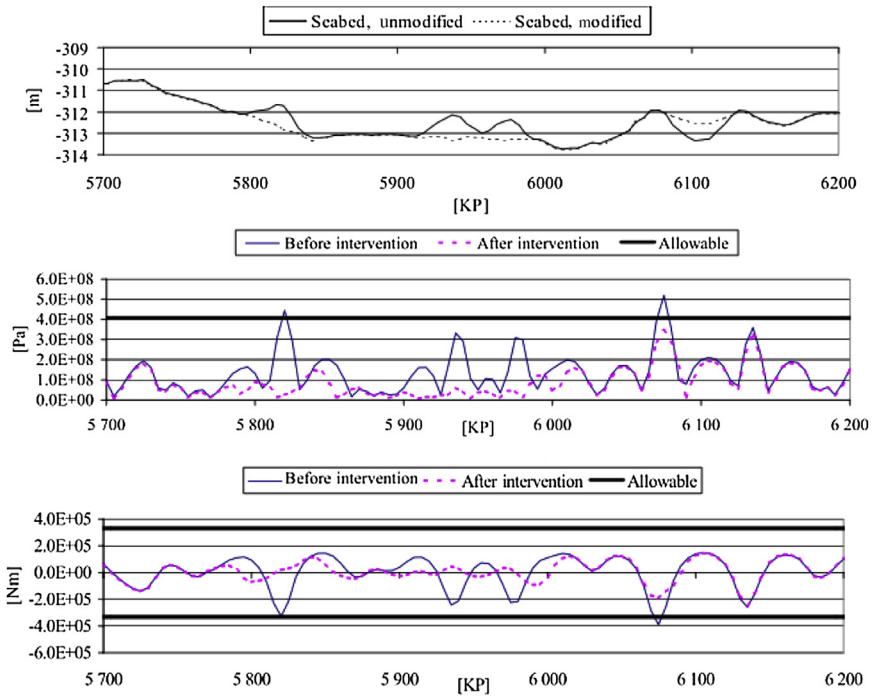 Seabed, unmodified Seabed, modified
-309
-310
-311
-312
-313
-314
[m]
5700 5800 5900 6000 6100 6200
[KP]
Before intervention After intervention Allowable
6.0E+08
5.0E+08
4.0E+08
3.0E+08
2.0E+08
1.0E+08
0.0E+00
[Pa]
5 700 5 800 5 900 6 000 6 100 6 200
[KP]
Before intervention After intervention Allowable
4.0E+05
2.0E+05
0.0E+00
-2.0E+05
-4.0E+05
-6.0E+05
[Nm]
5 700 5 800 5 900 6 000 6 100 6 200
[KP]